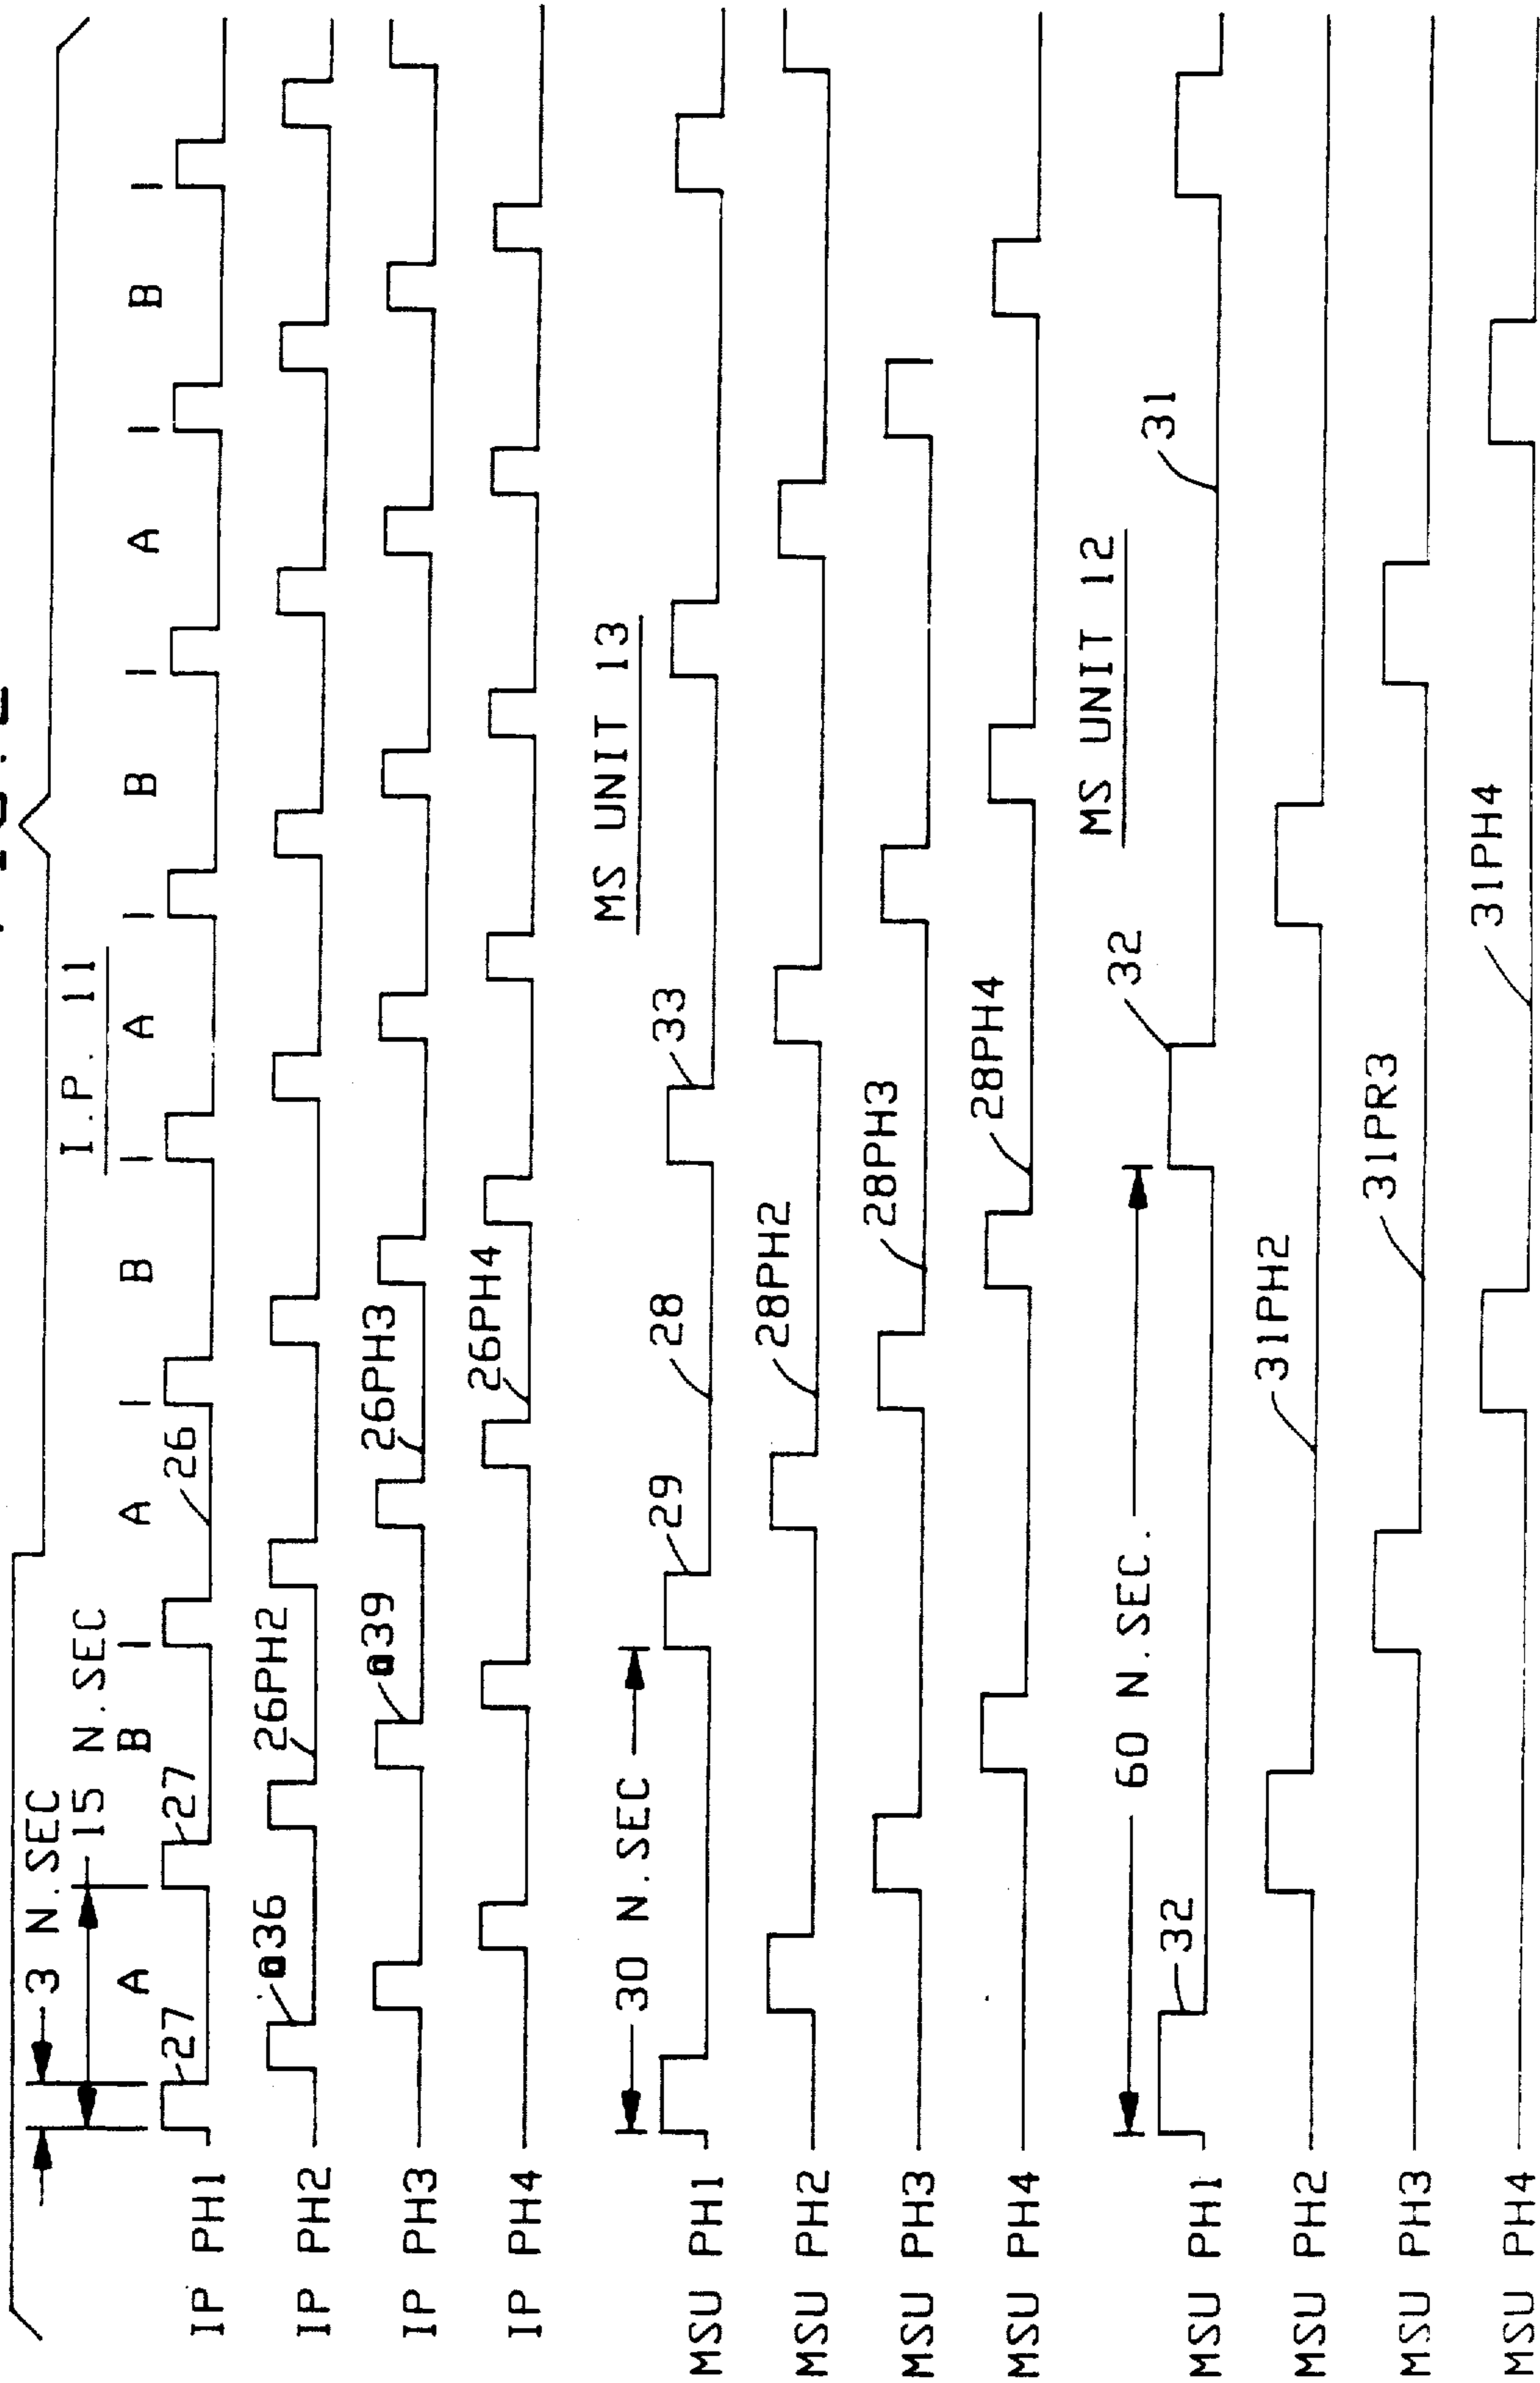 I.P. 11
3 N.SEC
15 N.SEC
A B A B A B A B
IP PH1 27 27 26
IP PH2 @36 26PH2
IP PH3 @39 26PH3
IP PH4 26PH4
MS UNIT 13
30 N.SEC
MSU PH1 29 28 33
MSU PH2 28PH2
MSU PH3 28PH3
MSU PH4 28PH4
MS UNIT 12
60 N.SEC.
MSU PH1 32 32 31
MSU PH2 31PH2
MSU PH3 31PR3
MSU PH4 31PH4